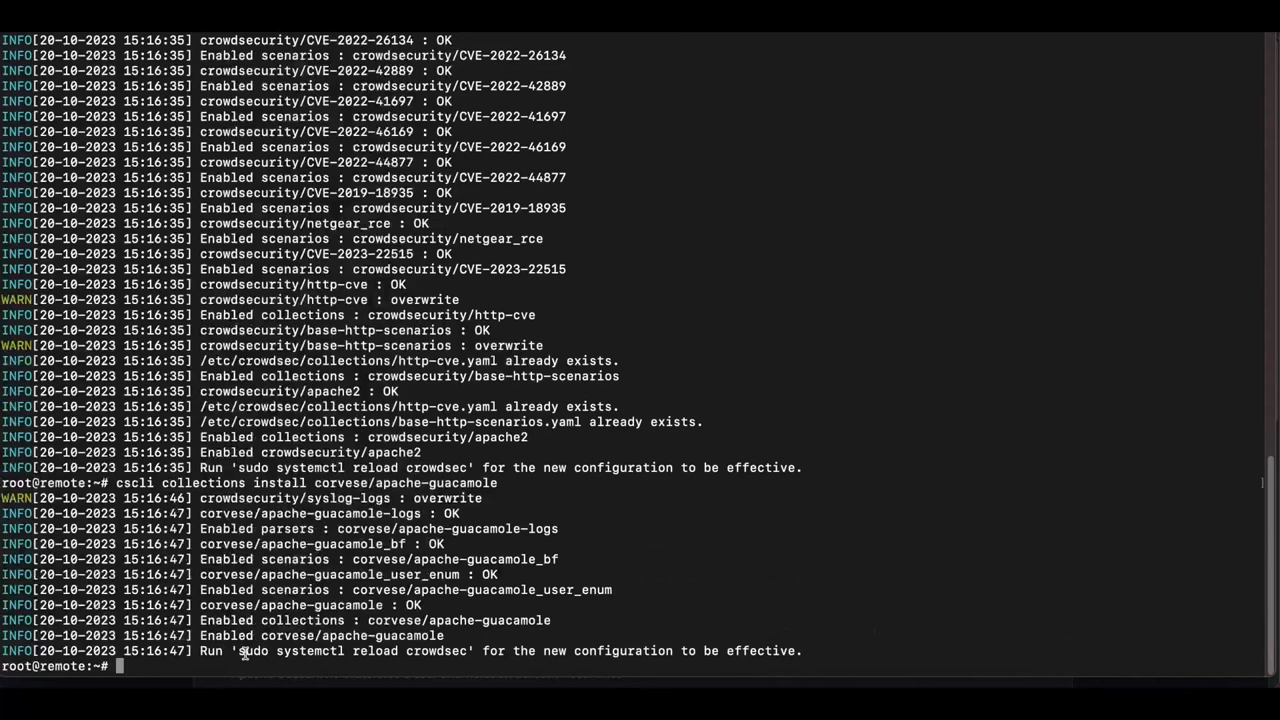 INFO[20-10-2023 15:16:35] crowdsecurity/CVE-2022-26134 : OK
INFO[20-10-2023 15:16:35] Enabled scenarios : crowdsecurity/CVE-2022-26134
INFO[20-10-2023 15:16:35] crowdsecurity/CVE-2022-42889 : OK
INFO[20-10-2023 15:16:35] Enabled scenarios : crowdsecurity/CVE-2022-42889
INFO[20-10-2023 15:16:35] crowdsecurity/CVE-2022-41697 : OK
INFO[20-10-2023 15:16:35] Enabled scenarios : crowdsecurity/CVE-2022-41697
INFO[20-10-2023 15:16:35] crowdsecurity/CVE-2022-46169 : OK
INFO[20-10-2023 15:16:35] Enabled scenarios : crowdsecurity/CVE-2022-46169
INFO[20-10-2023 15:16:35] crowdsecurity/CVE-2022-44877 : OK
INFO[20-10-2023 15:16:35] Enabled scenarios : crowdsecurity/CVE-2022-44877
INFO[20-10-2023 15:16:35] crowdsecurity/CVE-2019-18935 : OK
INFO[20-10-2023 15:16:35] Enabled scenarios : crowdsecurity/CVE-2019-18935
INFO[20-10-2023 15:16:35] crowdsecurity/netgear_rce : OK
INFO[20-10-2023 15:16:35] Enabled scenarios : crowdsecurity/netgear_rce
INFO[20-10-2023 15:16:35] crowdsecurity/CVE-2023-22515 : OK
INFO[20-10-2023 15:16:35] Enabled scenarios : crowdsecurity/CVE-2023-22515
INFO[20-10-2023 15:16:35] crowdsecurity/http-cve : OK
WARN[20-10-2023 15:16:35] crowdsecurity/http-cve : overwrite
INFO[20-10-2023 15:16:35] Enabled collections : crowdsecurity/http-cve
INFO[20-10-2023 15:16:35] crowdsecurity/base-http-scenarios : OK
WARN[20-10-2023 15:16:35] crowdsecurity/base-http-scenarios : overwrite
INFO[20-10-2023 15:16:35] /etc/crowdsec/collections/http-cve.yaml already exists.
INFO[20-10-2023 15:16:35] Enabled collections : crowdsecurity/base-http-scenarios
INFO[20-10-2023 15:16:35] crowdsecurity/apache2 : OK
INFO[20-10-2023 15:16:35] /etc/crowdsec/collections/http-cve.yaml already exists.
INFO[20-10-2023 15:16:35] /etc/crowdsec/collections/base-http-scenarios.yaml already exists.
INFO[20-10-2023 15:16:35] Enabled collections : crowdsecurity/apache2
INFO[20-10-2023 15:16:35] Enabled crowdsecurity/apache2
INFO[20-10-2023 15:16:35] Run 'sudo systemctl reload crowdsec' for the new configuration to be effective.
root@remote:~# cscli collections install corvese/apache-guacamole
WARN[20-10-2023 15:16:46] crowdsecurity/syslog-logs : overwrite
INFO[20-10-2023 15:16:47] corvese/apache-guacamole-logs : OK
INFO[20-10-2023 15:16:47] Enabled parsers : corvese/apache-guacamole-logs
INFO[20-10-2023 15:16:47] corvese/apache-guacamole_bf : OK
INFO[20-10-2023 15:16:47] Enabled scenarios : corvese/apache-guacamole_bf
INFO[20-10-2023 15:16:47] corvese/apache-guacamole_user_enum : OK
INFO[20-10-2023 15:16:47] Enabled scenarios : corvese/apache-guacamole_user_enum
INFO[20-10-2023 15:16:47] corvese/apache-guacamole : OK
INFO[20-10-2023 15:16:47] Enabled collections : corvese/apache-guacamole
INFO[20-10-2023 15:16:47] Enabled corvese/apache-guacamole
INFO[20-10-2023 15:16:47] Run 'sudo systemctl reload crowdsec' for the new configuration to be effective.
root@remote:~#